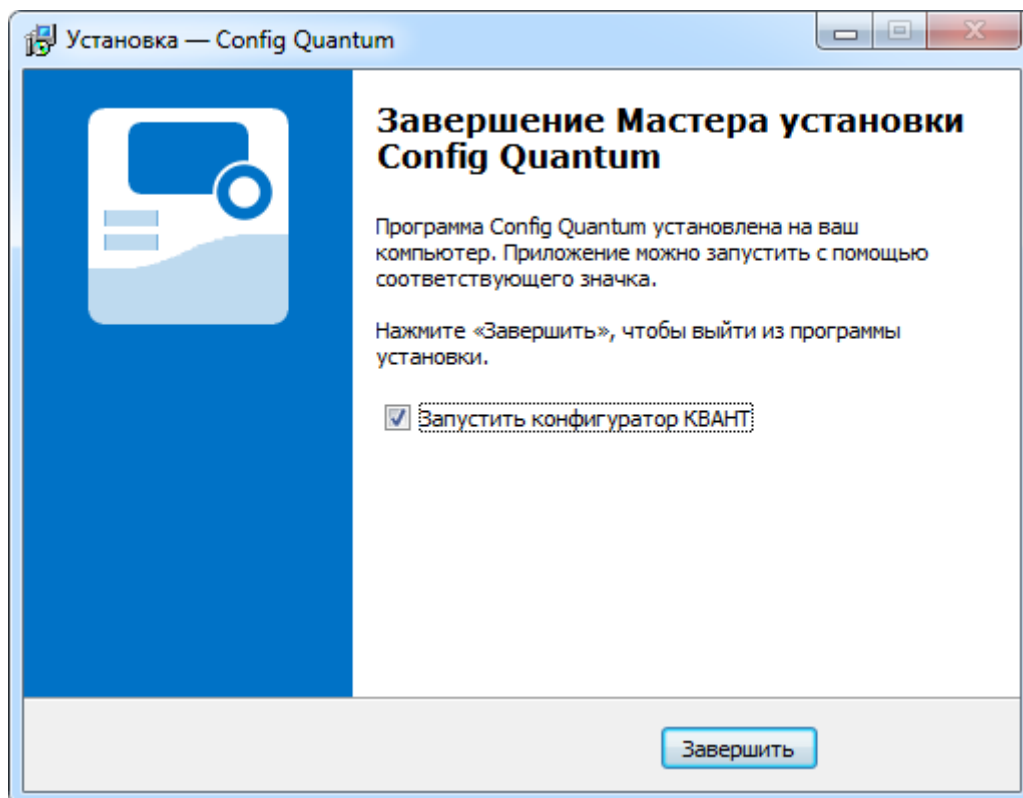 Установка — Config Quantum
Завершение Мастера установки
Config Quantum
Программа Config Quantum установлена на ваш
компьютер. Приложение можно запустить с помощью
соответствующего значка.
Нажмите «Завершить», чтобы выйти из программы
установки.
Запустить конфигуратор КВАНТ
Завершить